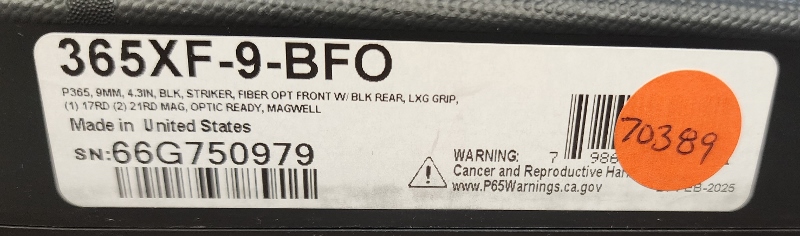 365XF-9-BFO
P365, 9MM, 4.3IN, BLK, STRIKER, FIBER OPT FRONT W/ BLK REAR, LXG GRIP,
(1) 17RD (2) 21RD MAG, OPTIC READY, MAGWELL
Made in United States
SN:66G750979
70389
7 986
WARNING:
Cancer and Reproductive
www.P65Warnings.ca.gov
-2025